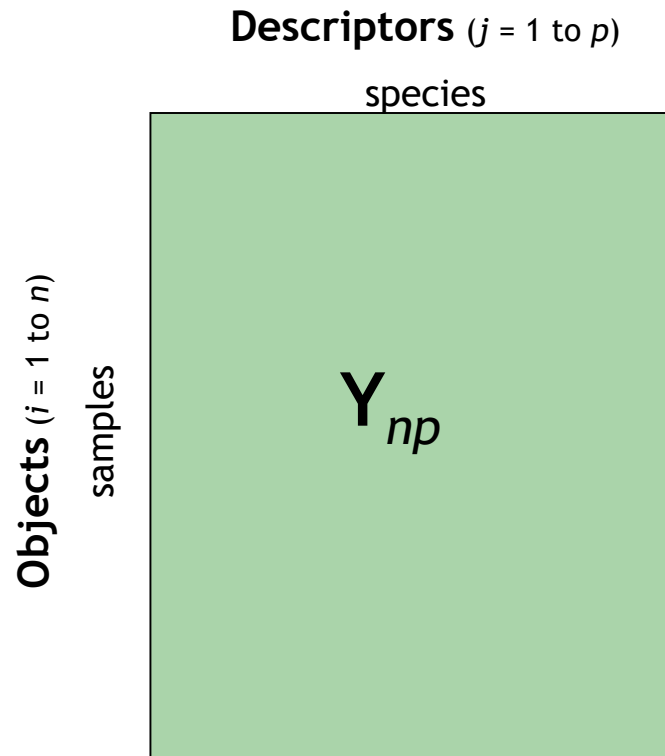 Descriptors (j = 1 to p)
species
Objects (i = 1 to n)
samples
Ynp